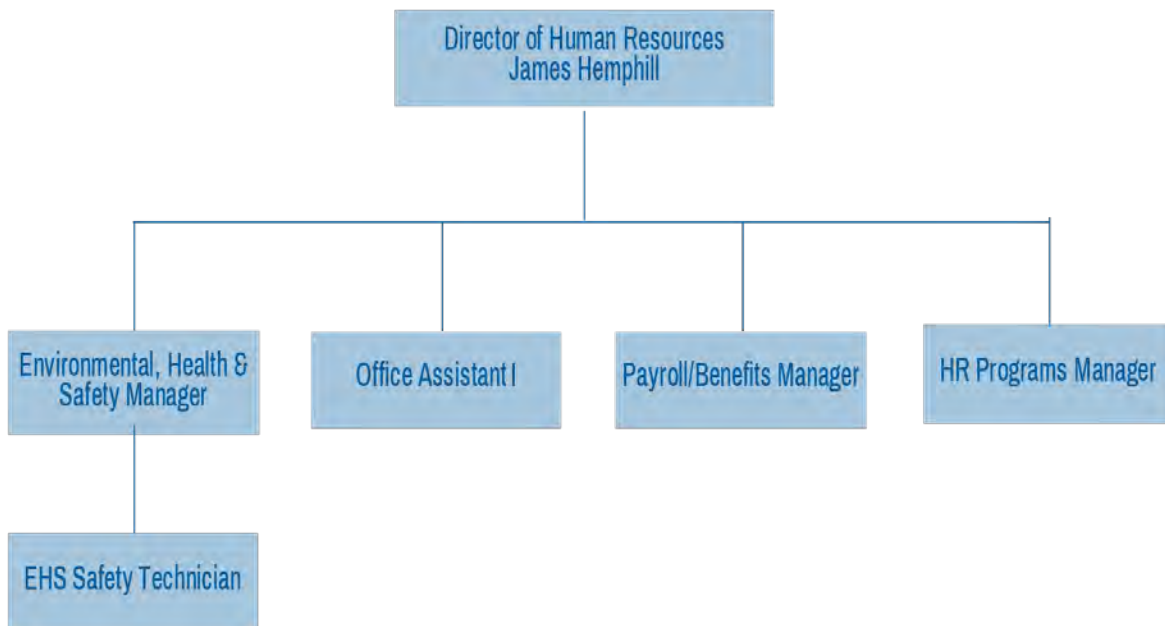 Director of Human Resources
James Hemphill
Environmental, Health &
Safety Manager
Office Assistant I
Payroll/Benefits Manager
HR Programs Manager
EHS Safety Technician